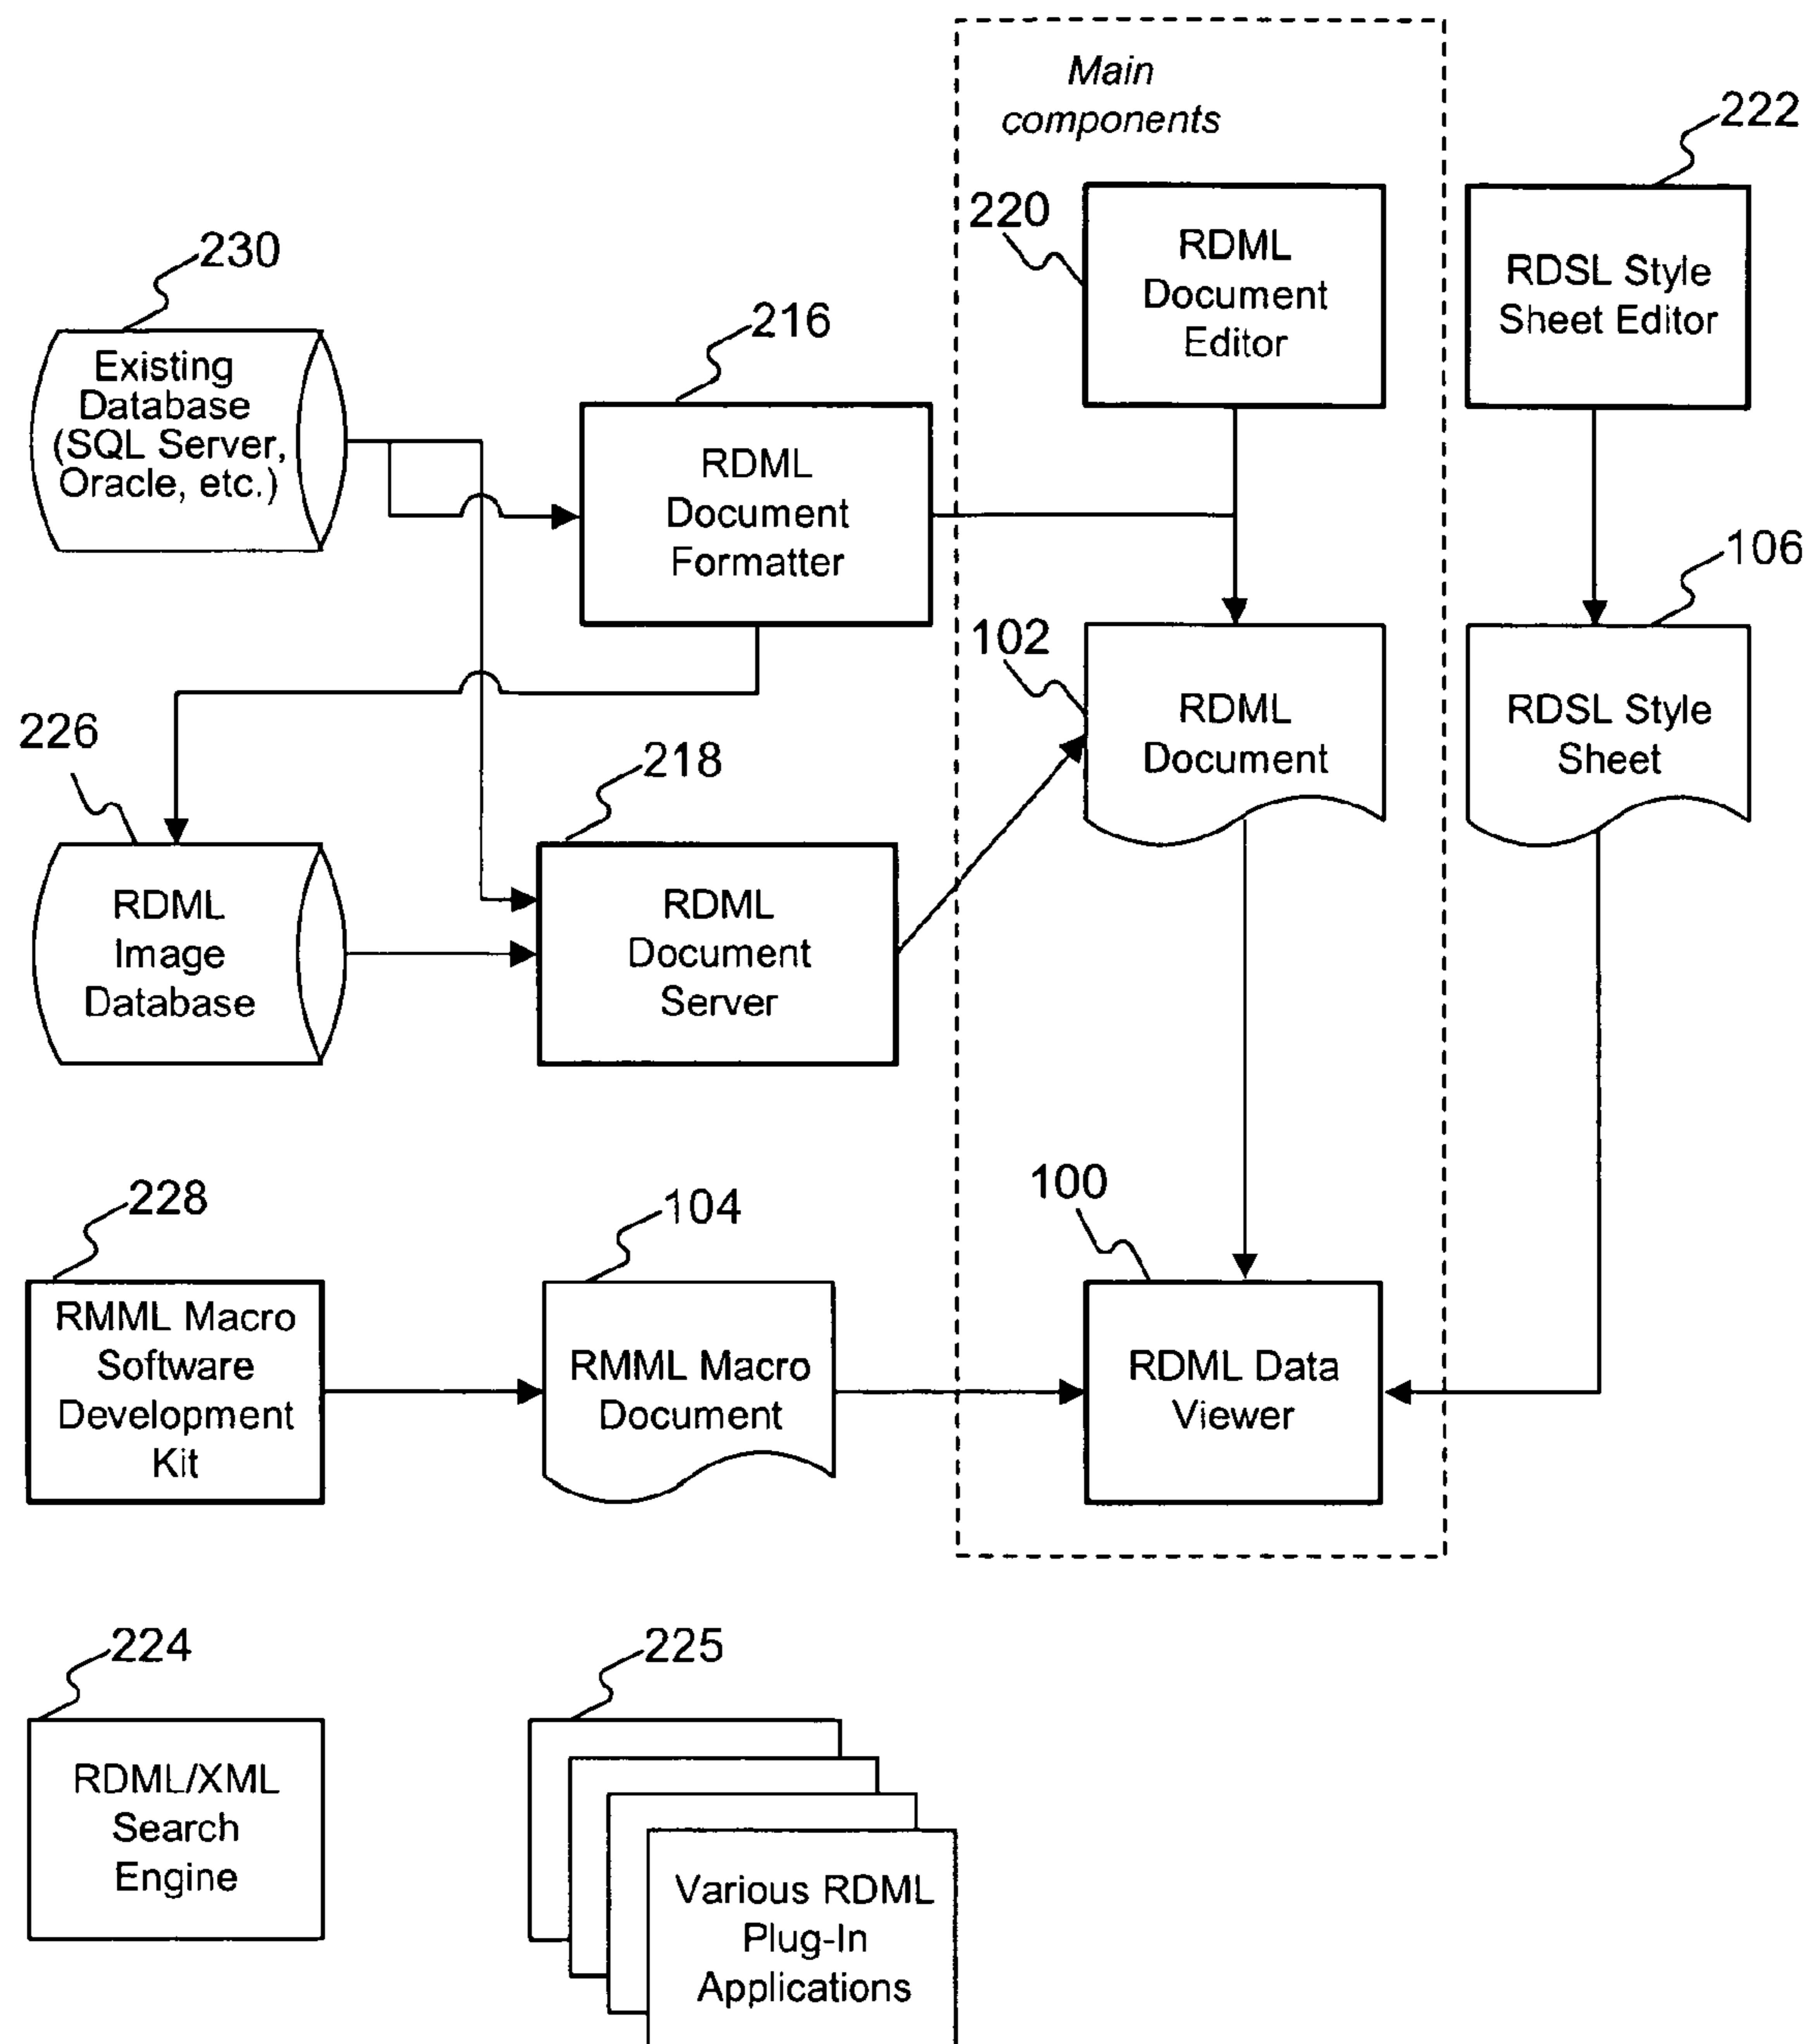 Main
components
222
220
RDML
Document
Editor
RDSL Style
Sheet Editor
230
Existing
Database
(SQL Server,
Oracle, etc.)
216
RDML
Document
Formatter
106
102
RDML
Document
RDSL Style
Sheet
226
RDML
Image
Database
218
RDML
Document
Server
228
RMML Macro
Software
Development
Kit
104
RMML Macro
Document
100
RDML Data
Viewer
224
RDML/XML
Search
Engine
225
Various RDML
Plug-In
Applications